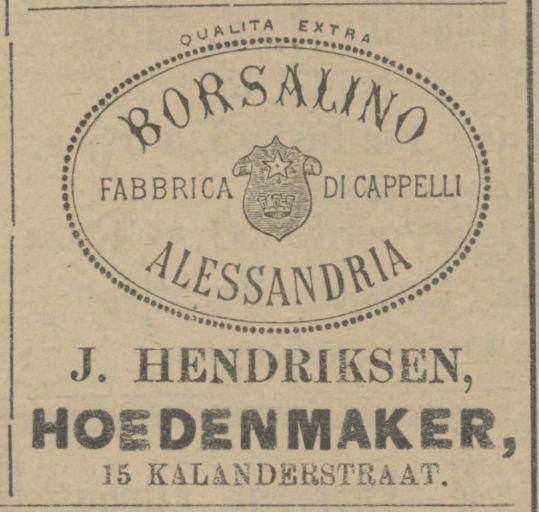 QUALITA EXTRA
BORSALINO
FABBRICA DI CAPPELLI
ALESSANDRIA
J. HENDRIKSEN,
HOEDENMAKER,
15 KALANDERSTRAAT.